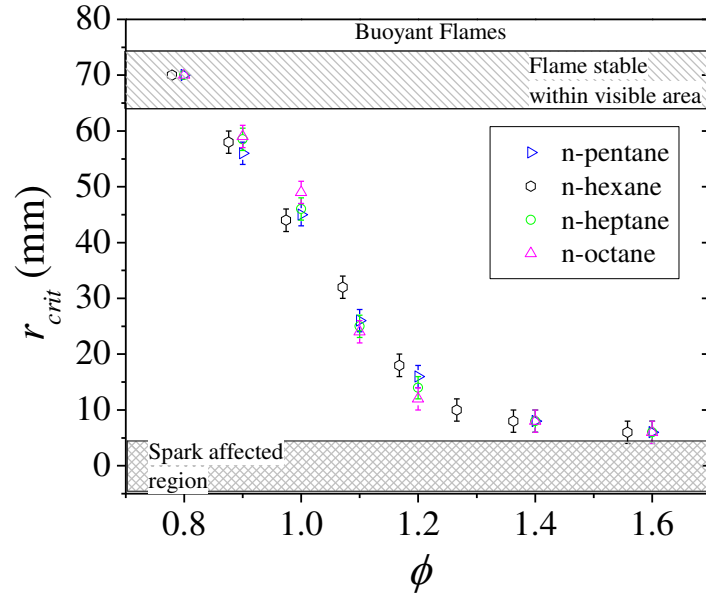 80
70
60
50
40
30
20
10
0
r_crit (mm)
Buoyant Flames
Flame stable
within visible area
n-pentane
n-hexane
n-heptane
n-octane
Spark affected
region
0.8 1.0 1.2 1.4 1.6
ϕ